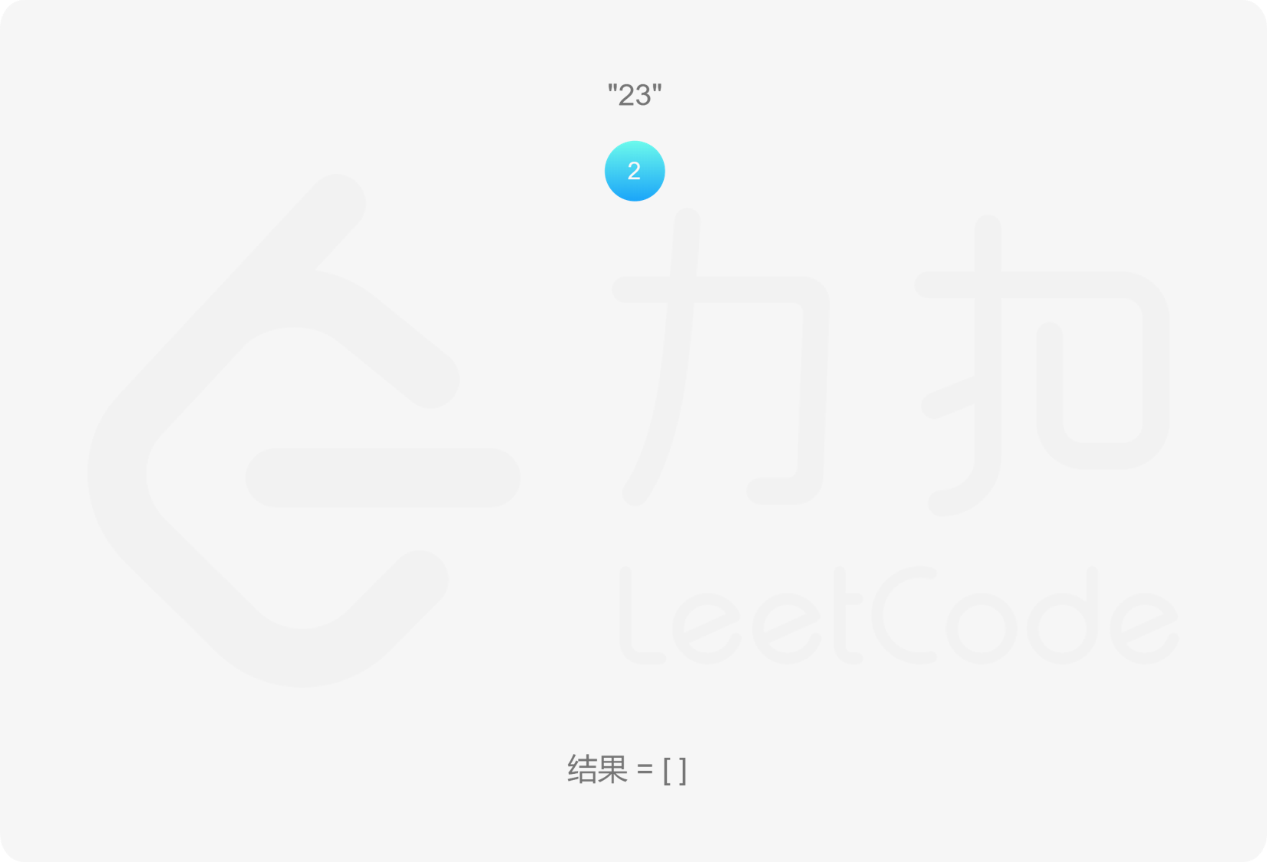 "23"
2
力扣
LeetCode
结果 = [ ]